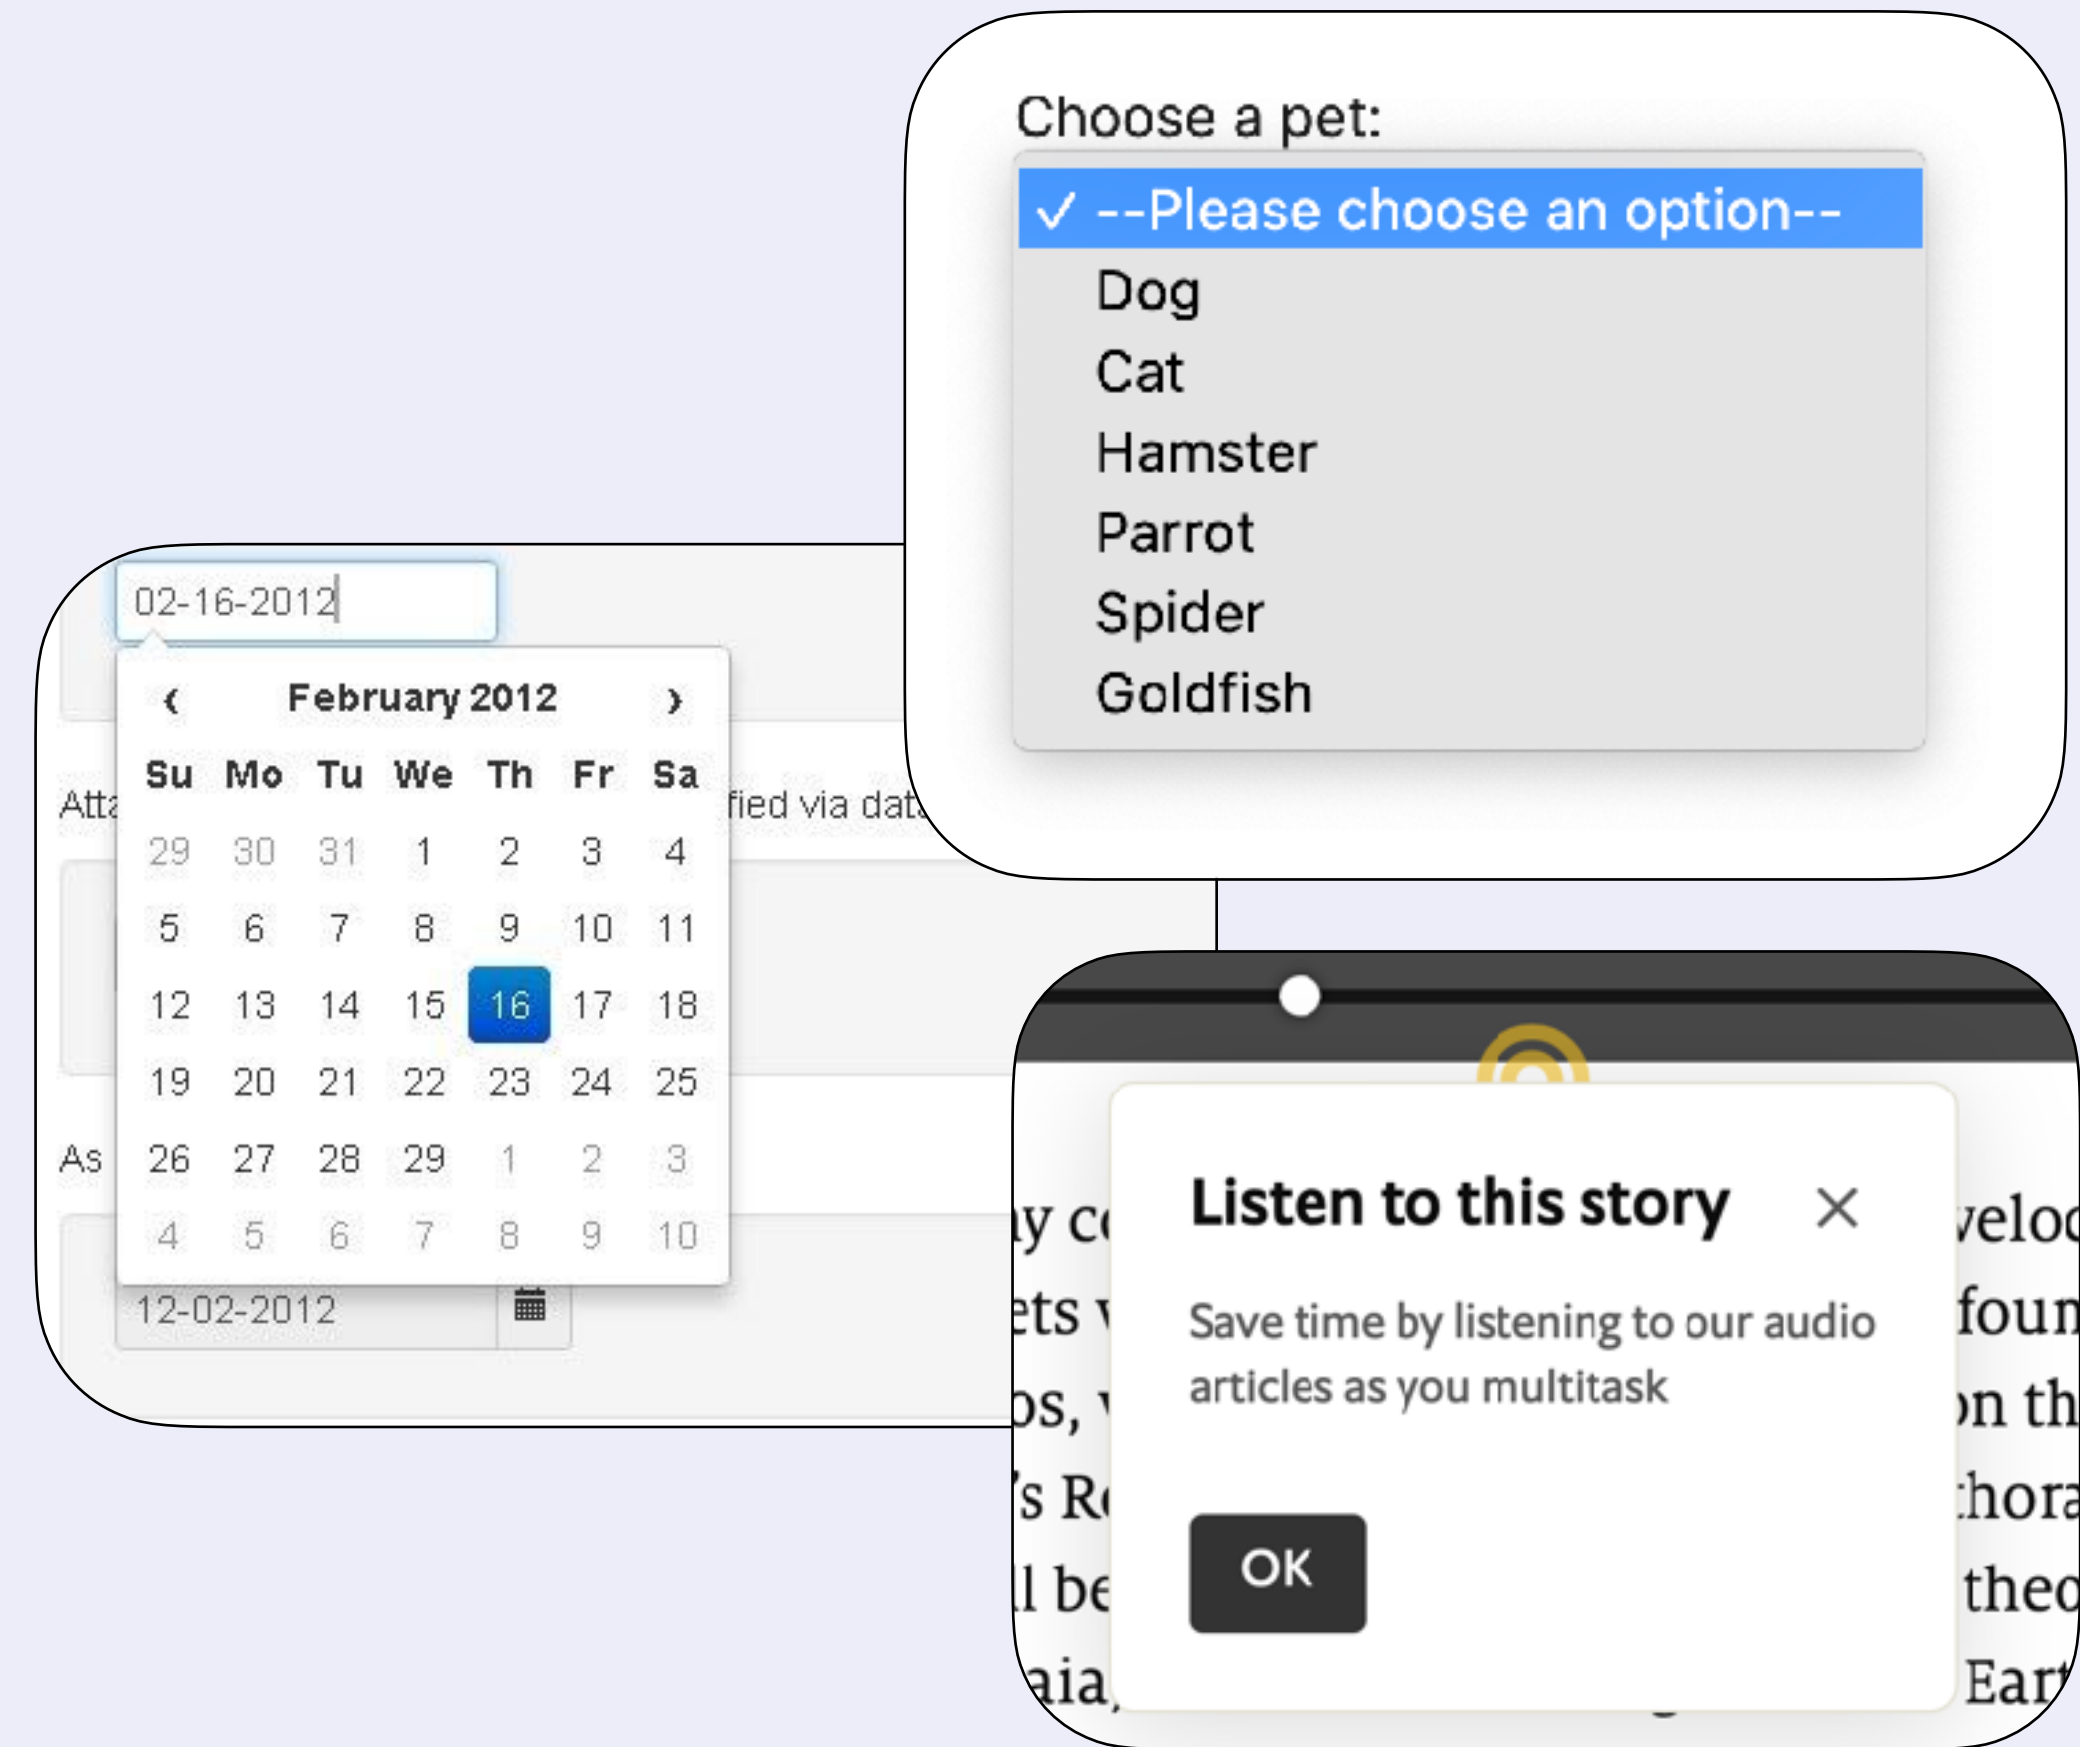 Choose a pet:
✓ --Please choose an option--
Dog
Cat
Hamster
Parrot
Spider
Goldfish
02-16-2012
‹ February 2012 ›
Su Mo Tu We Th Fr Sa
29 30 31 1 2 3 4
5 6 7 8 9 10 11
12 13 14 15 16 17 18
19 20 21 22 23 24 25
26 27 28 29 1 2 3
4 5 6 7 8 9 10
fied via
As
12-02-2012
Listen to this story
Save time by listening to our audio
articles as you multitask
OK